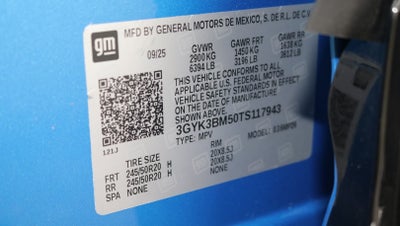 gm
MFD BY GENERAL MOTORS DE MEXICO, S. DE R.L. DE C.V.
09/25 GVWR GAWR FRT GAWR RR
2900 KG 1450 KG 1638 KG
6394 LB 3196 LB 3612 LB
THIS VEHICLE CONFORMS TO ALL
APPLICABLE U.S. FEDERAL MOTOR
VEHICLE SAFETY STANDARDS
IN EFFECT ON THE DATE OF
MANUFACTURE
SHOWN ABOVE.
3GYK3BM50TS117943
TYPE: MPV MODEL:
121J
TIRE SIZE RIM
FRT 245/50R20 H 20X8.5J
RR 245/50R20 H 20X8.5J
SPA NONE NONE